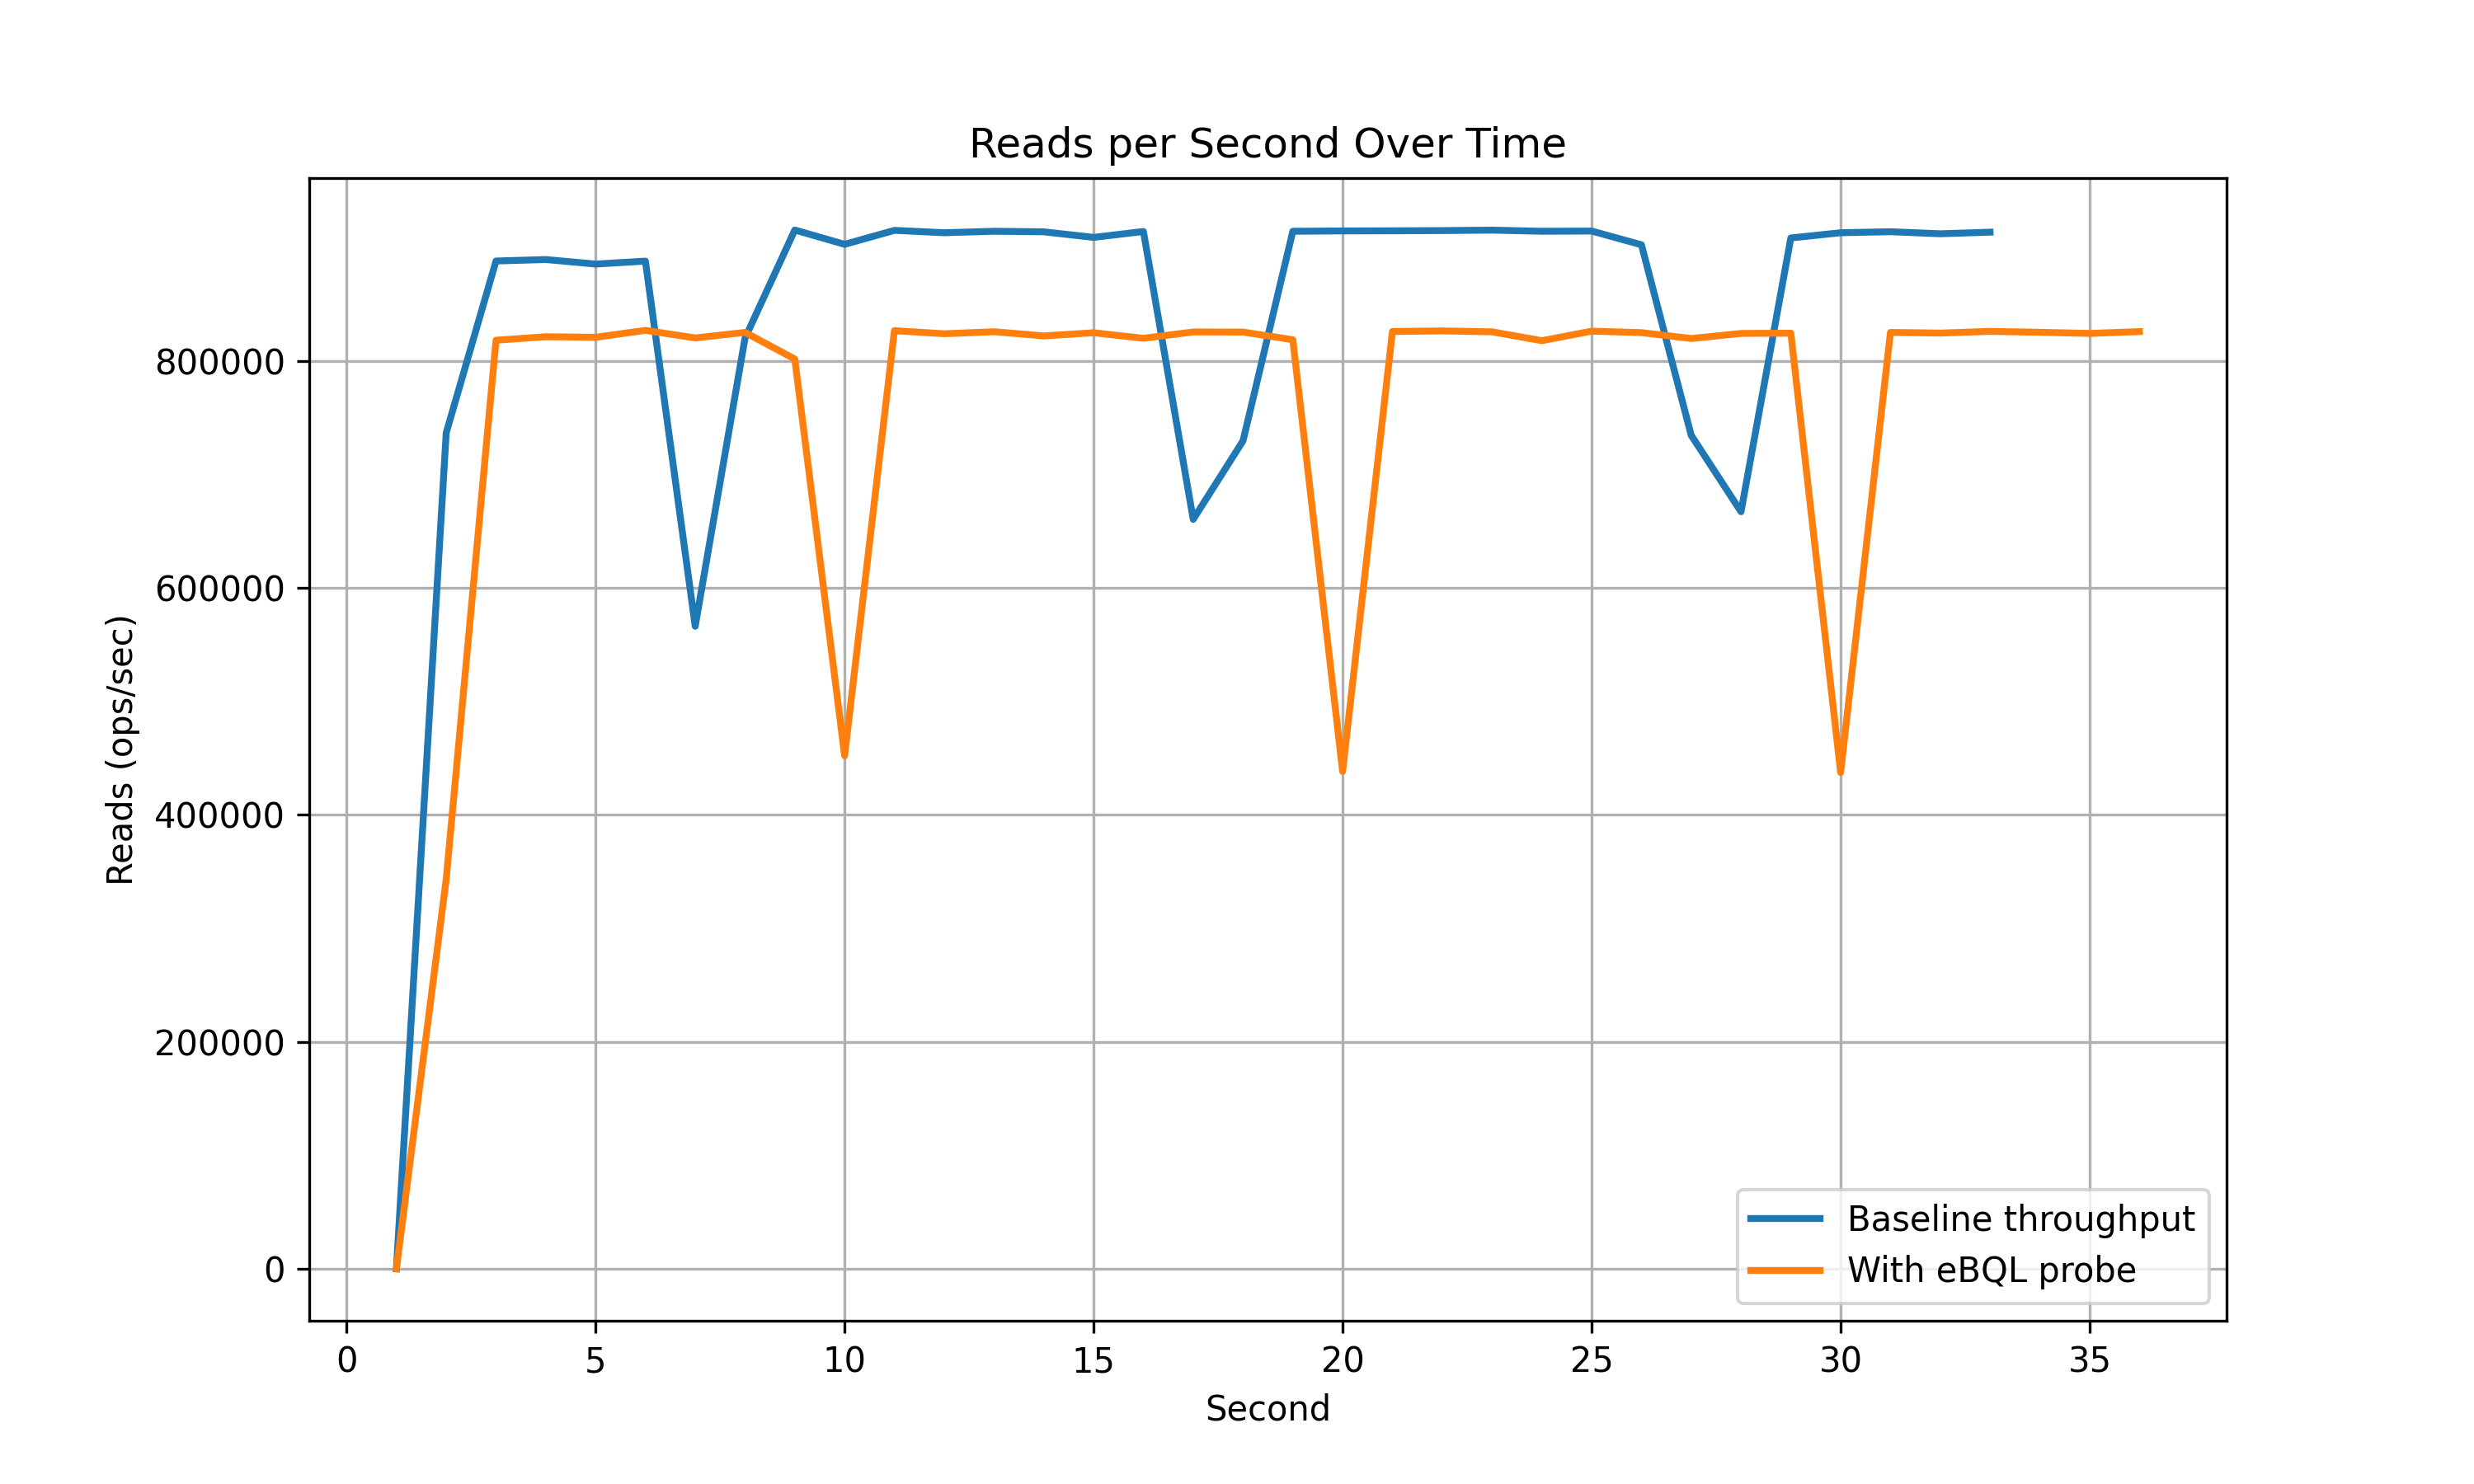 Reads per Second Over Time
Reads (ops/sec)
800000
600000
400000
200000
0
0 5 10 15 20 25 30 35
Second
Baseline throughput
With eBQL probe